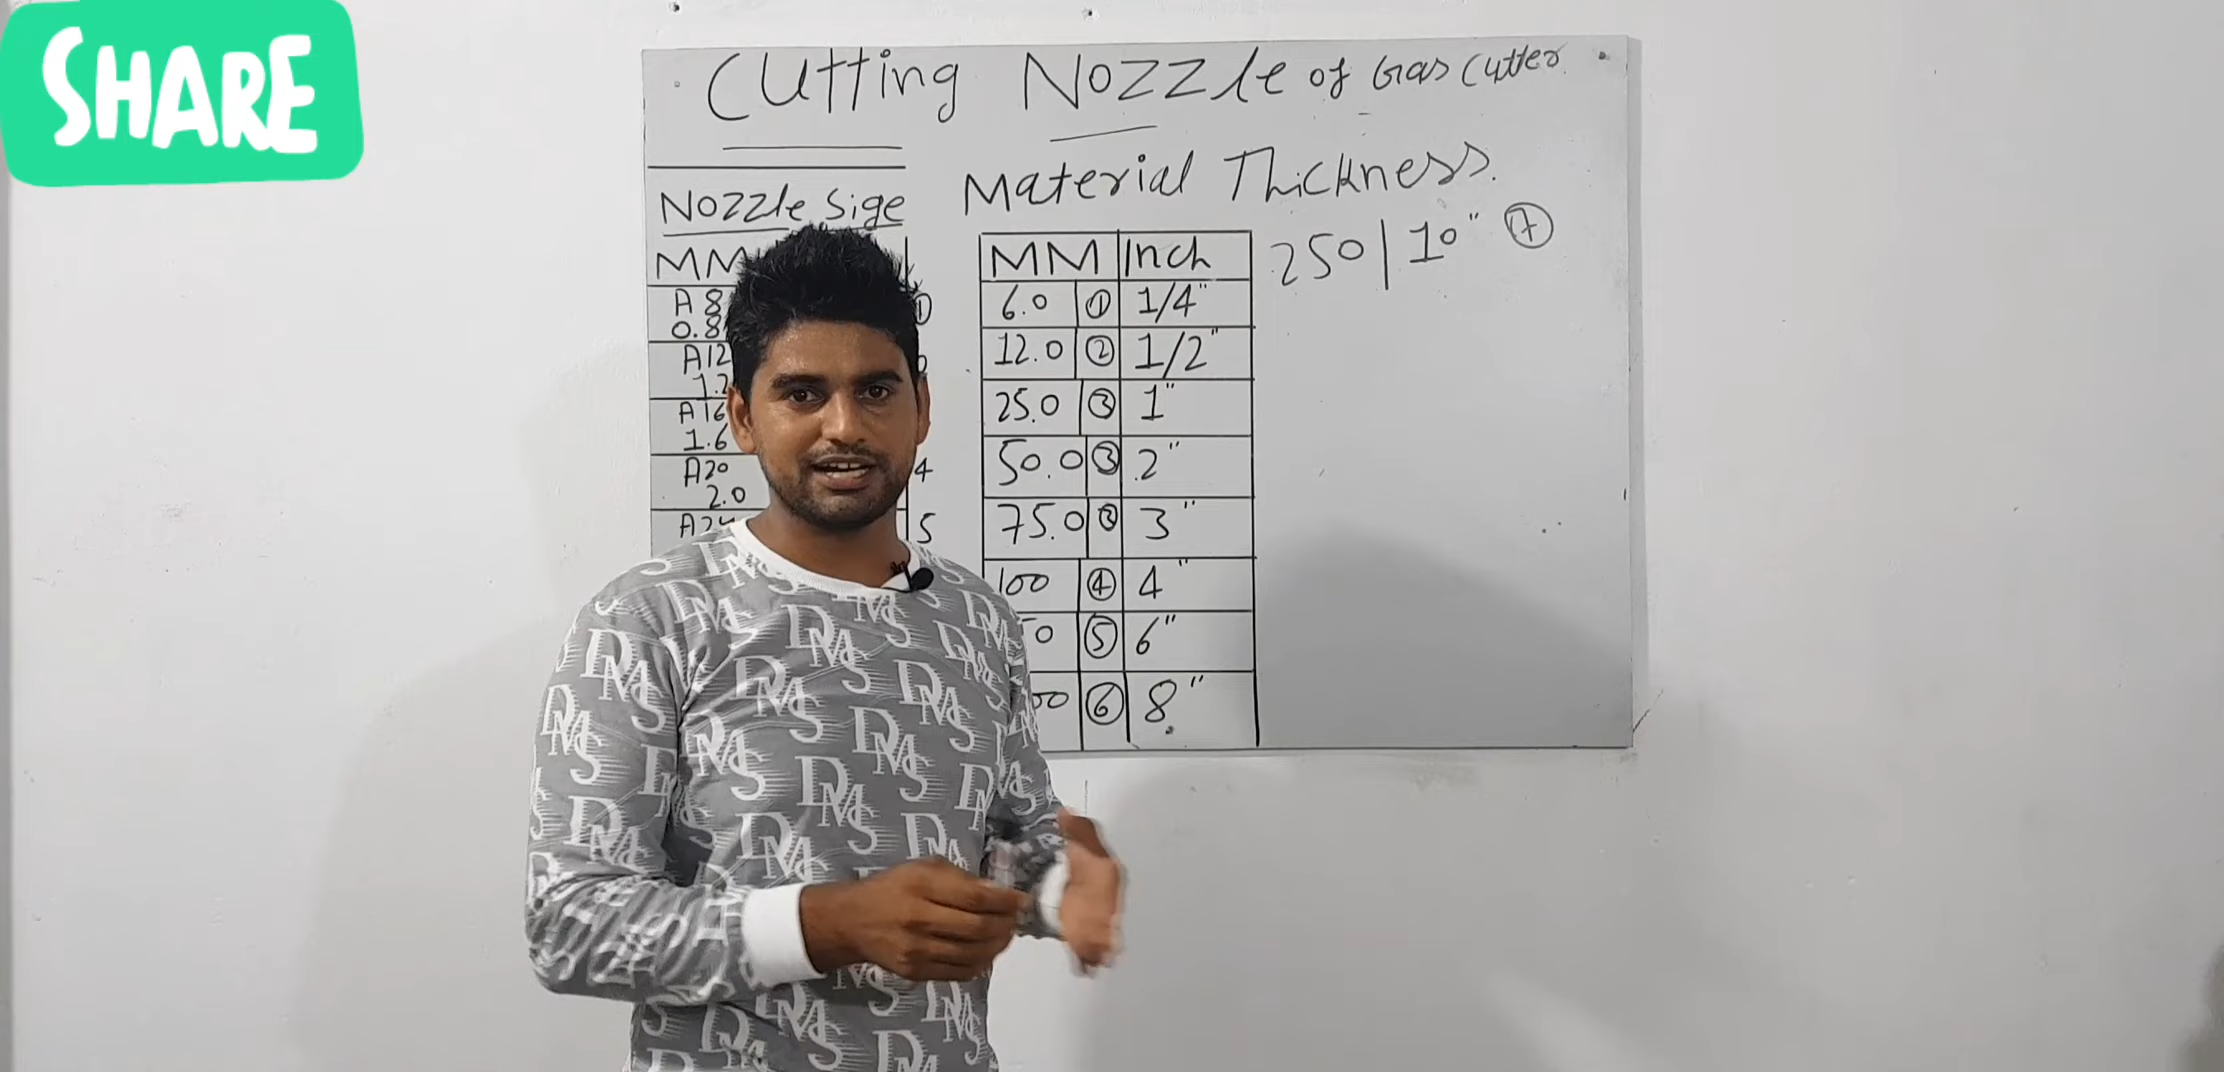 SHARE
Cutting Nozzle of Gas Cutter
Nozzle Sige
MM
A 8
0.8
A12
1.2
A16
1.6
A20
2.0
4
5
Material Thickness.
MM Inch
6.0 ① 1/4"
12.0 ② 1/2"
25.0 ③ 1"
50.0 ③ 2"
75.0 ③ 3"
100 ④ 4"
⑤ 6"
⑥ 8"
250 | 10" ⑦
DMS